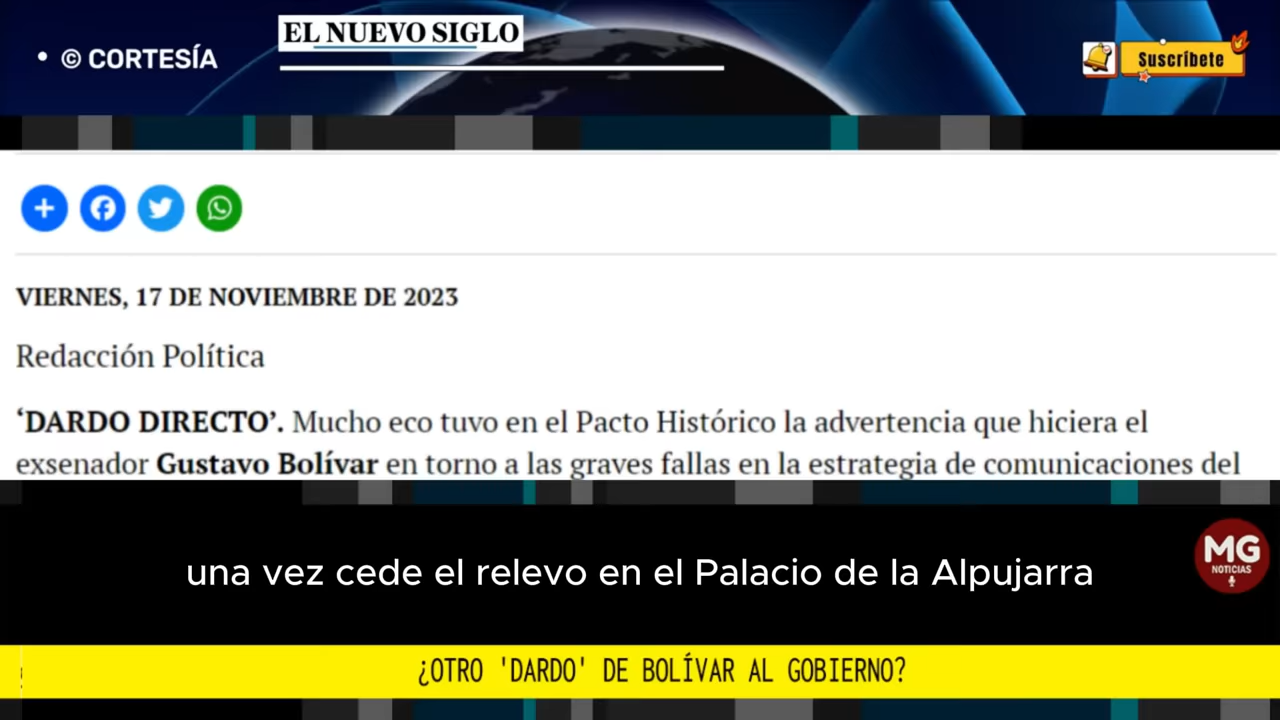 EL NUEVO SIGLO
• © CORTESÍA
Suscríbete
VIERNES, 17 DE NOVIEMBRE DE 2023
Redacción Política
‘DARDO DIRECTO’. Mucho eco tuvo en el Pacto Histórico la advertencia que hiciera el
exsenador Gustavo Bolívar en torno a las graves fallas en la estrategia de comunicaciones del
una vez cede el relevo en el Palacio de la Alpujarra
MG
NOTICIAS
¿OTRO 'DARDO' DE BOLÍVAR AL GOBIERNO?